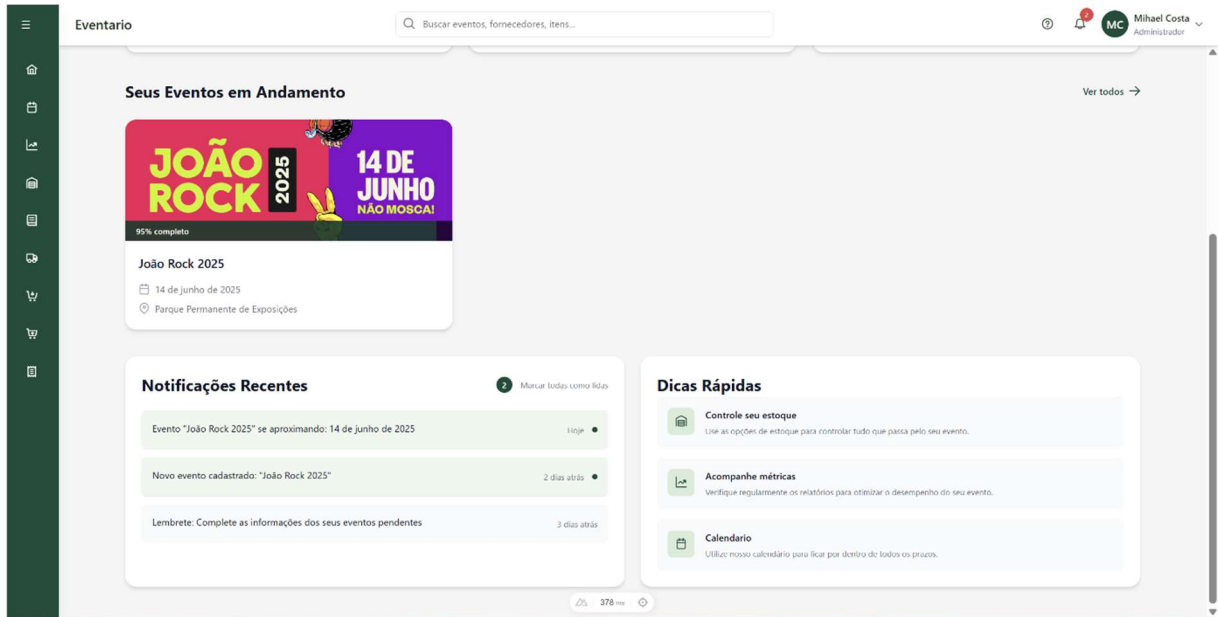 Eventario
Buscar eventos, fornecedores, itens...
2
MC
Mihael Costa
Administrador
Seus Eventos em Andamento
Ver todos
JOÃO
ROCK
2025
14 DE
JUNHO
NÃO MOSCA!
95% completo
João Rock 2025
14 de junho de 2025
Parque Permanente de Exposições
Notificações Recentes
2
Marcar todas como lidas
Evento "João Rock 2025" se aproximando: 14 de junho de 2025
Hoje
Novo evento cadastrado: "João Rock 2025"
2 dias atrás
Lembrete: Complete as informações dos seus eventos pendentes
3 dias atrás
Dicas Rápidas
Controle seu estoque
Use as opções de estoque para controlar tudo que passa pelo seu evento.
Acompanhe métricas
Verifique regularmente os relatórios para otimizar o desempenho do seu evento.
Calendario
Utilize nosso calendário para ficar por dentro de todos os prazos.
378